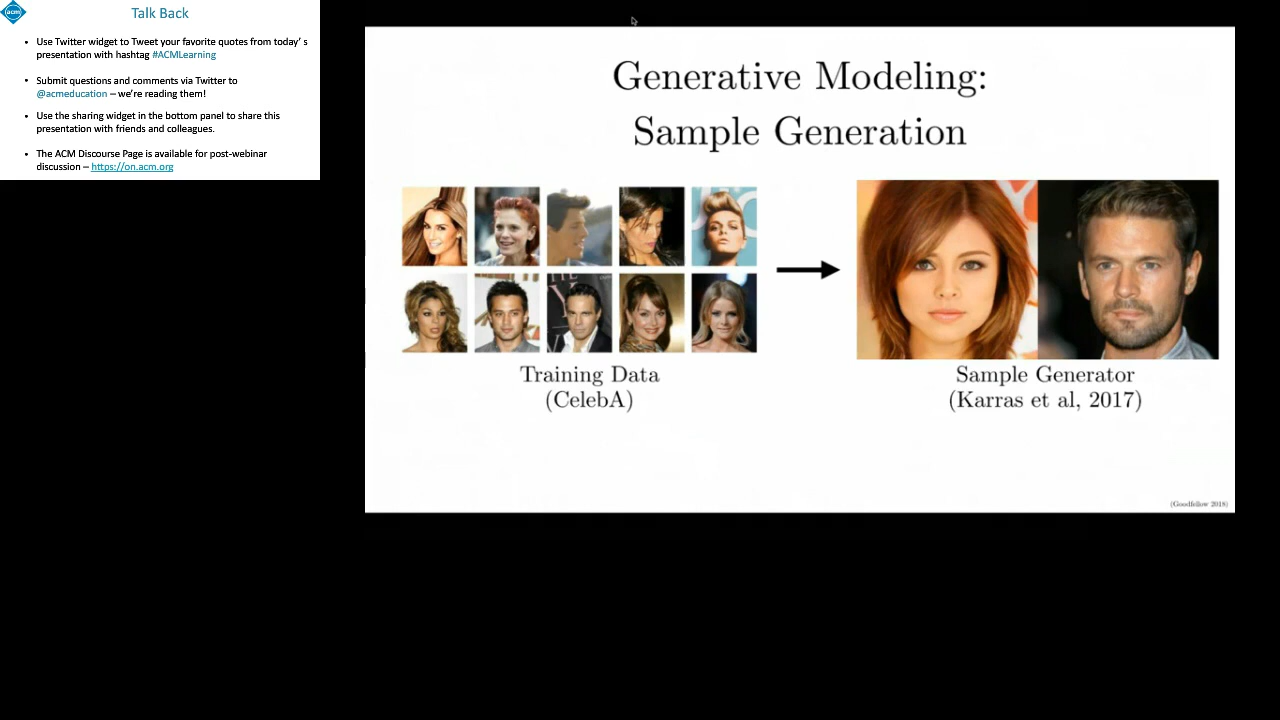 acm
Talk Back
• Use Twitter widget to Tweet your favorite quotes from today' s
presentation with hashtag #ACMLearning
• Submit questions and comments via Twitter to
@acmeducation – we're reading them!
• Use the sharing widget in the bottom panel to share this
presentation with friends and colleagues.
• The ACM Discourse Page is available for post-webinar
discussion – https://on.acm.org
Generative Modeling:
Sample Generation
Training Data
(CelebA)
Sample Generator
(Karras et al, 2017)
(Goodfellow 2018)